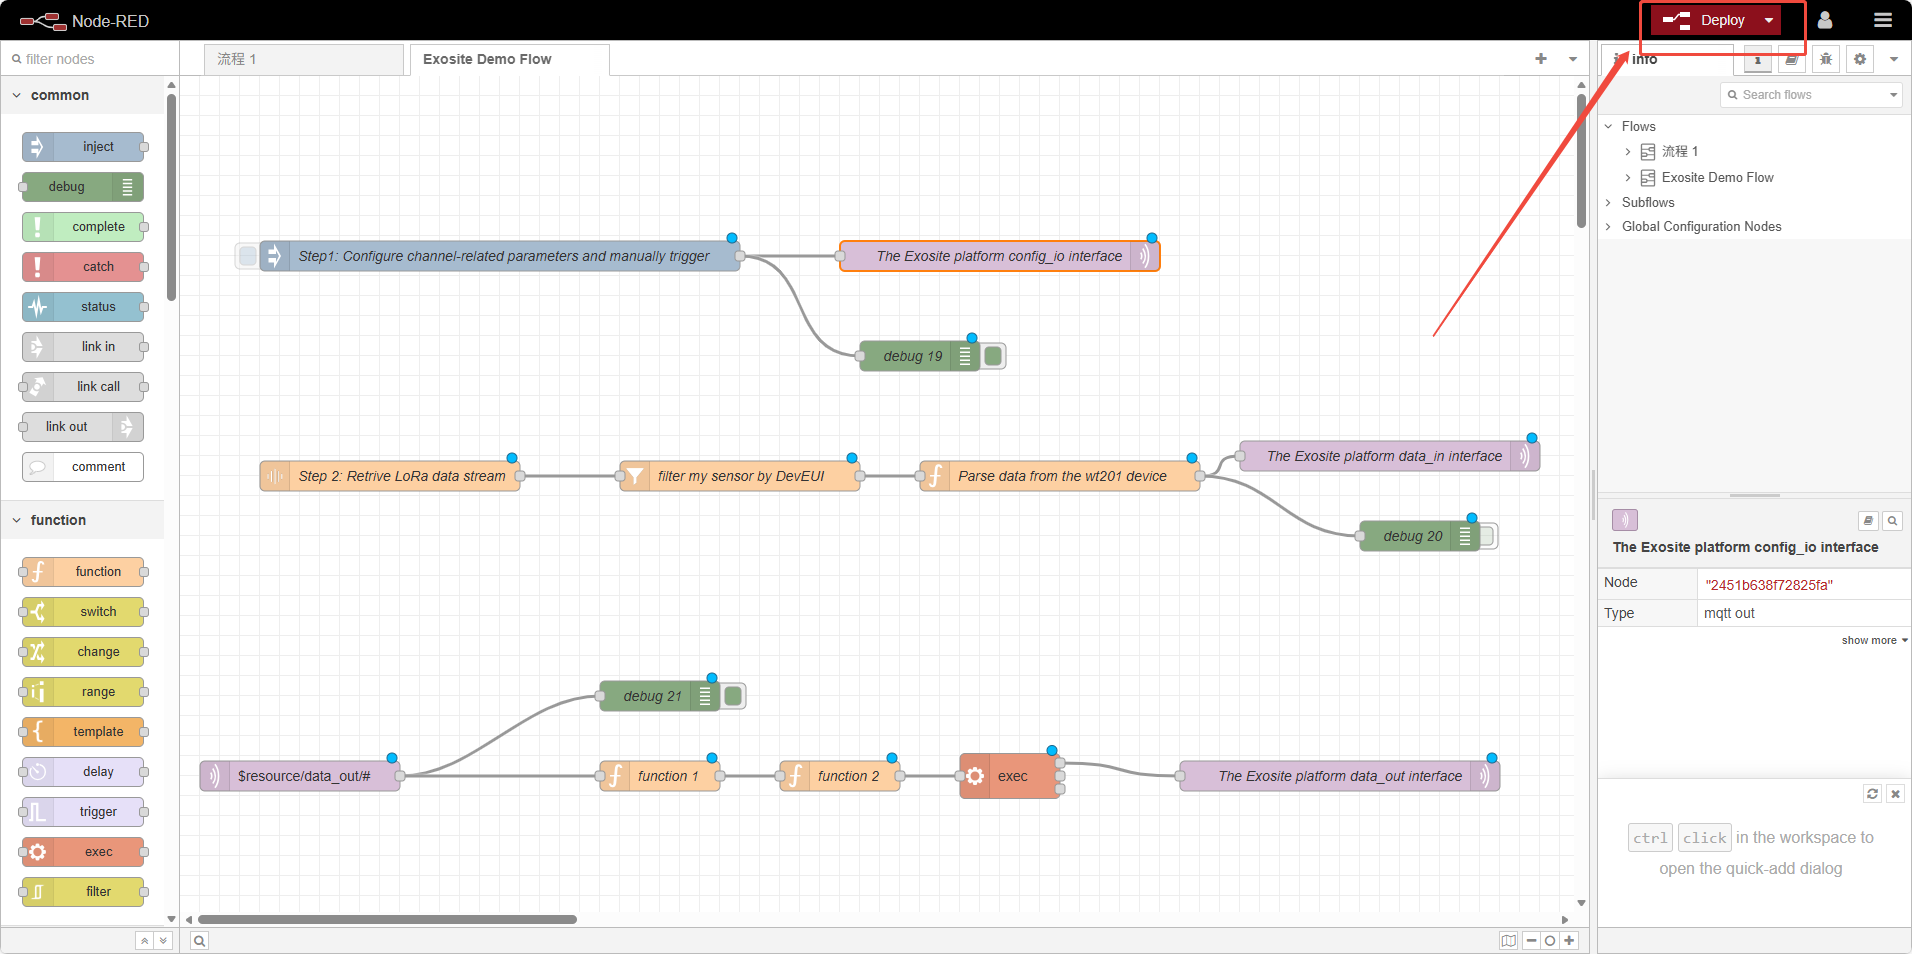 Node-RED
Deploy
filter nodes
流程 1
Exosite Demo Flow
info
common
inject
debug
complete
catch
status
link in
link call
link out
comment
function
function
switch
change
range
template
delay
trigger
exec
filter
Step1: Configure channel-related parameters and manually trigger
The Exosite platform config_io interface
debug 19
Step 2: Retrive LoRa data stream
filter my sensor by DevEUI
Parse data from the wt201 device
The Exosite platform data_in interface
debug 20
debug 21
$resource/data_out/#
function 1
function 2
exec
The Exosite platform data_out interface
Search flows
Flows
流程 1
Exosite Demo Flow
Subflows
Global Configuration Nodes
The Exosite platform config_io interface
Node "2451b638f72825fa"
Type mqtt out
show more
ctrl click in the workspace to
open the quick-add dialog